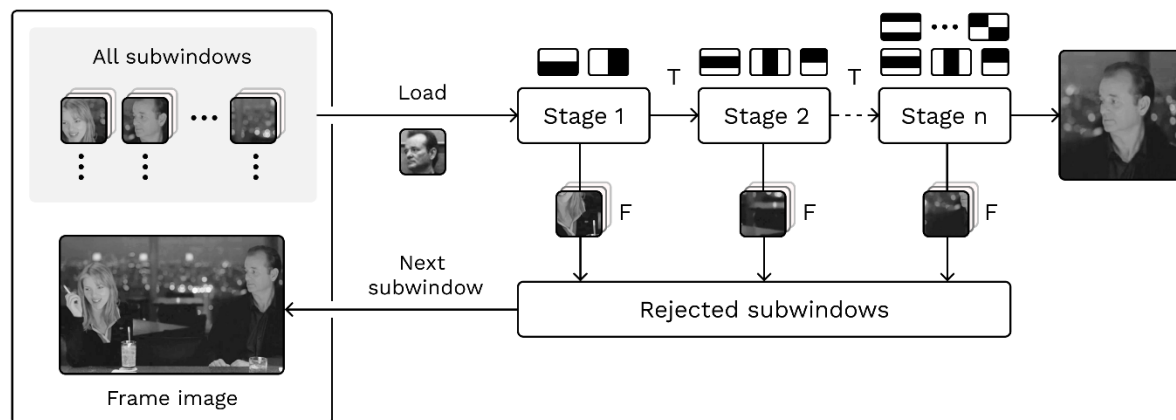 All subwindows
Load
T
T
Stage 1
Stage 2
Stage n
F
F
F
Next
subwindow
Rejected subwindows
Frame image